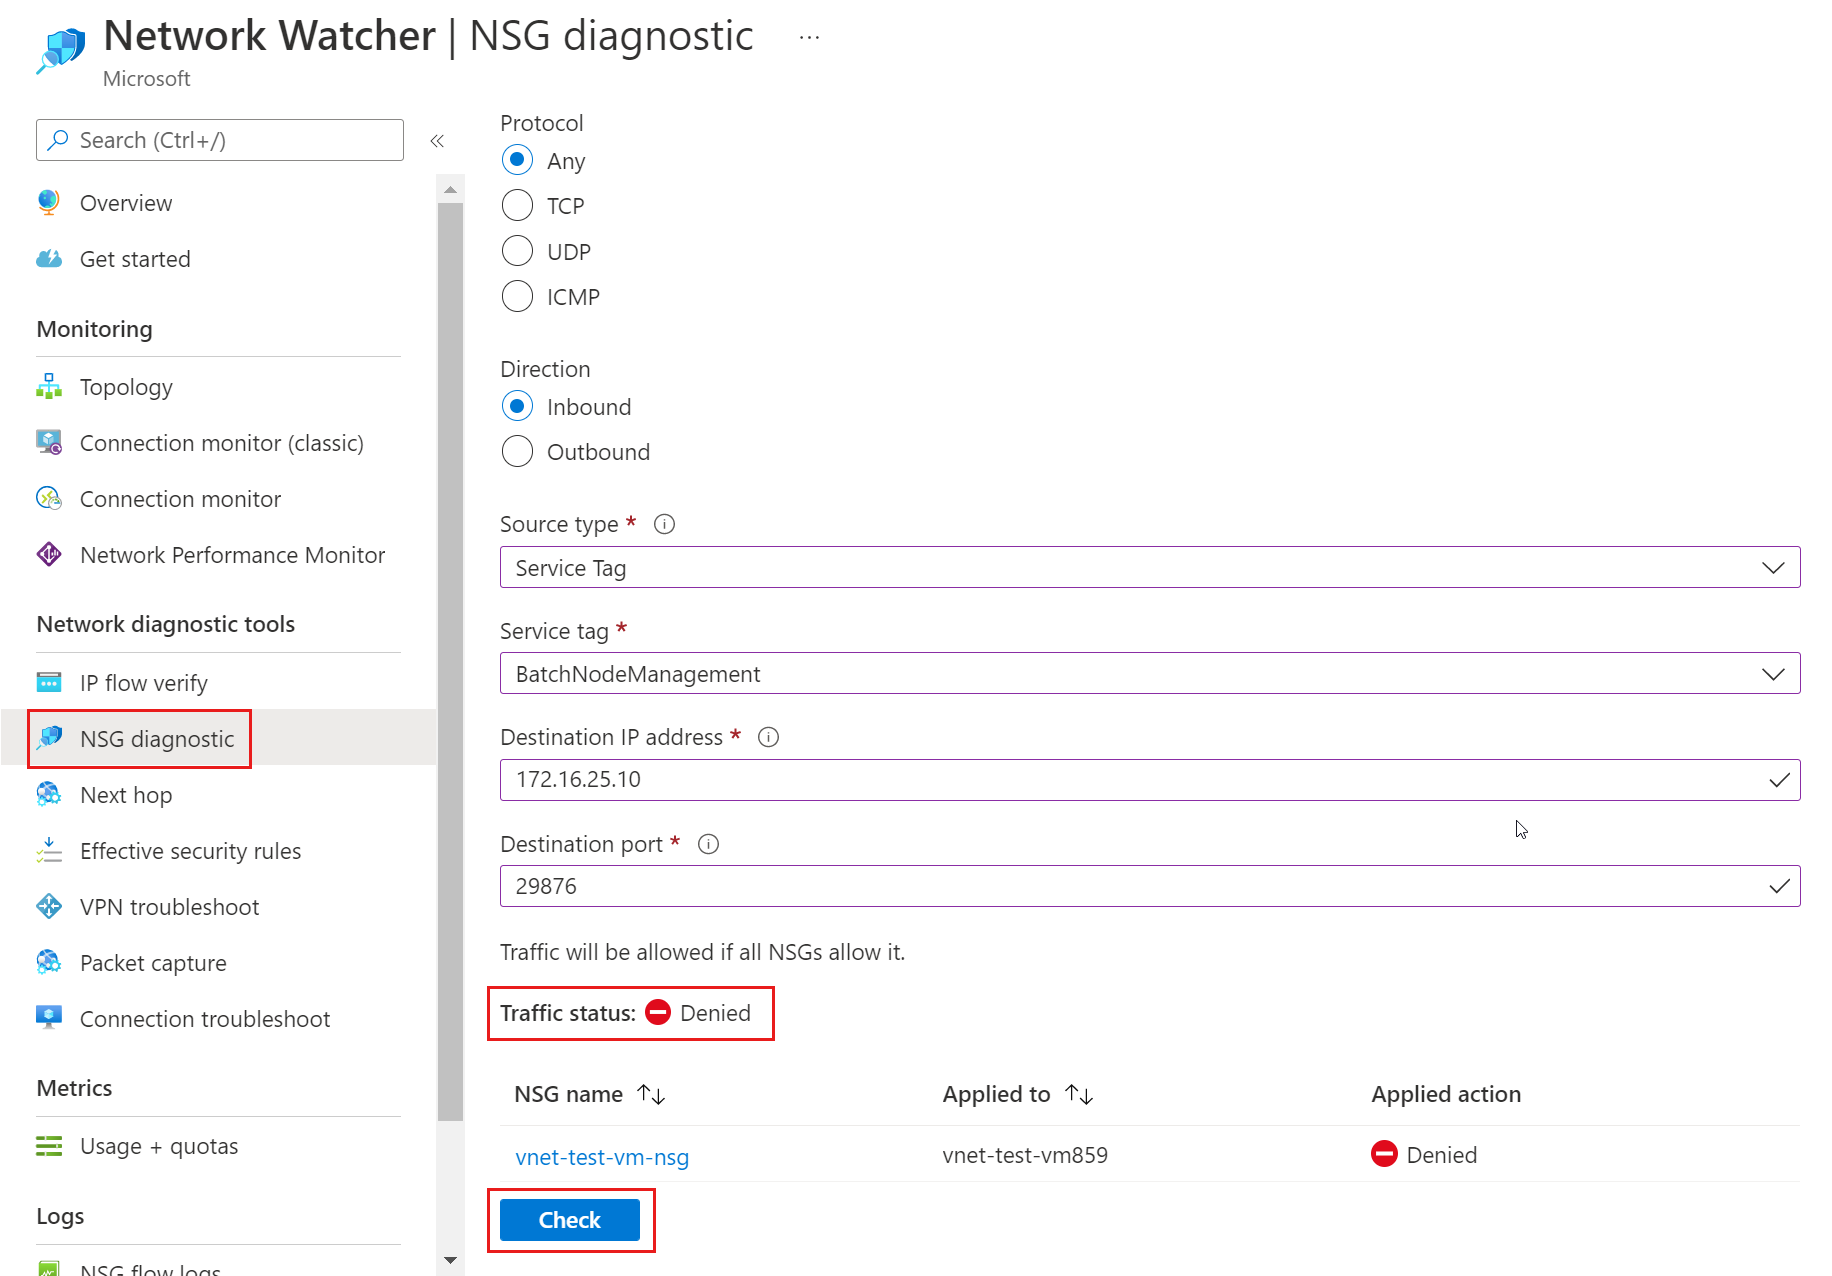 Network Watcher | NSG diagnostic ...
Microsoft
Search (Ctrl+/)
«
Overview
Get started
Monitoring
Topology
Connection monitor (classic)
Connection monitor
Network Performance Monitor
Network diagnostic tools
IP flow verify
NSG diagnostic
Next hop
Effective security rules
VPN troubleshoot
Packet capture
Connection troubleshoot
Metrics
Usage + quotas
Logs
NSG flow logs
Protocol
Any
TCP
UDP
ICMP
Direction
Inbound
Outbound
Source type *
Service Tag
Service tag *
BatchNodeManagement
Destination IP address *
172.16.25.10
Destination port *
29876
Traffic will be allowed if all NSGs allow it.
Traffic status: Denied
NSG name ↑↓ Applied to ↑↓ Applied action
vnet-test-vm-nsg vnet-test-vm859 Denied
Check